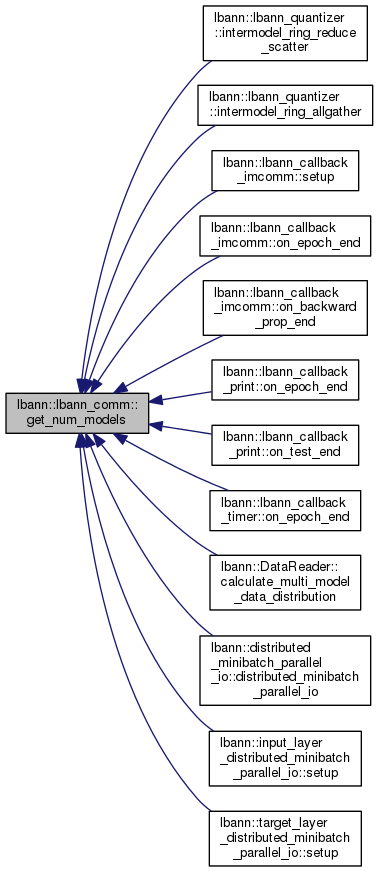 lbann::lbann_quantizer
::intermodel_ring_reduce
_scatter
lbann::lbann_quantizer
::intermodel_ring_allgather
lbann::lbann_callback
_imcomm::setup
lbann::lbann_callback
_imcomm::on_epoch_end
lbann::lbann_callback
_imcomm::on_backward
_prop_end
lbann::lbann_callback
_print::on_epoch_end
lbann::lbann_comm::
get_num_models
lbann::lbann_callback
_print::on_test_end
lbann::lbann_callback
_timer::on_epoch_end
lbann::DataReader::
calculate_multi_model
_data_distribution
lbann::distributed
_minibatch_parallel
_io::distributed_minibatch
_parallel_io
lbann::input_layer
_distributed_minibatch
_parallel_io::setup
lbann::target_layer
_distributed_minibatch
_parallel_io::setup